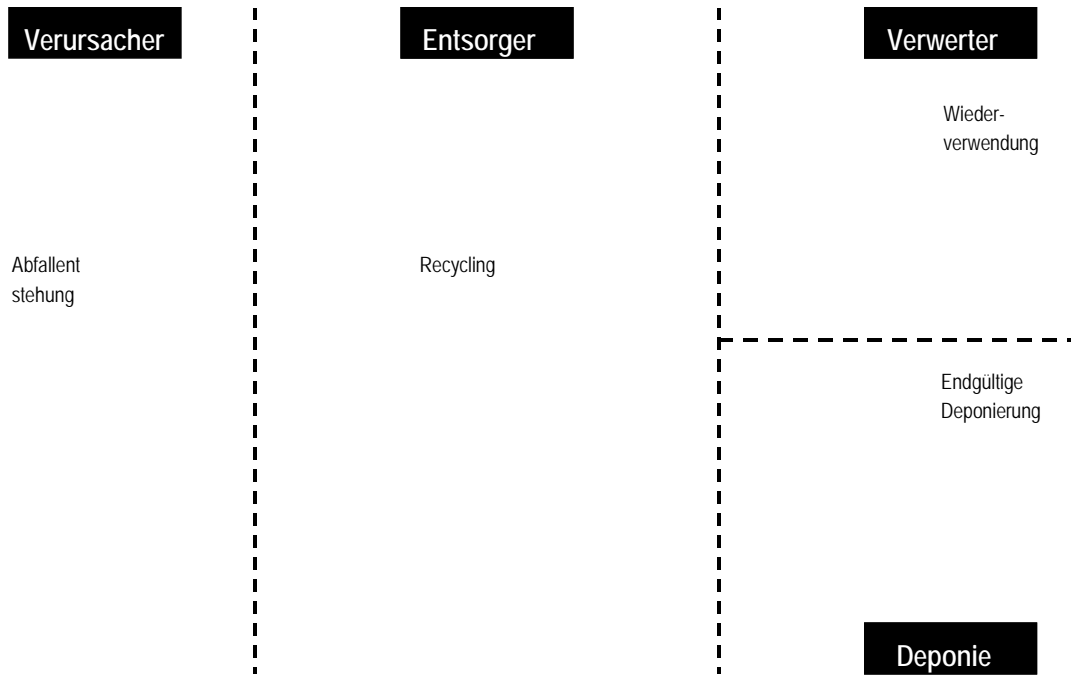 Verursacher
Entsorger
Verwerter
Wieder-
verwendung
Abfallent
stehung
Recycling
Endgültige
Deponierung
Deponie